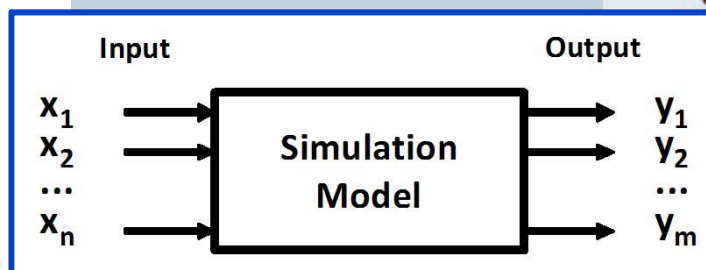 Input Output
x1 y1
x2 Simulation y2
... Model ...
xn ym